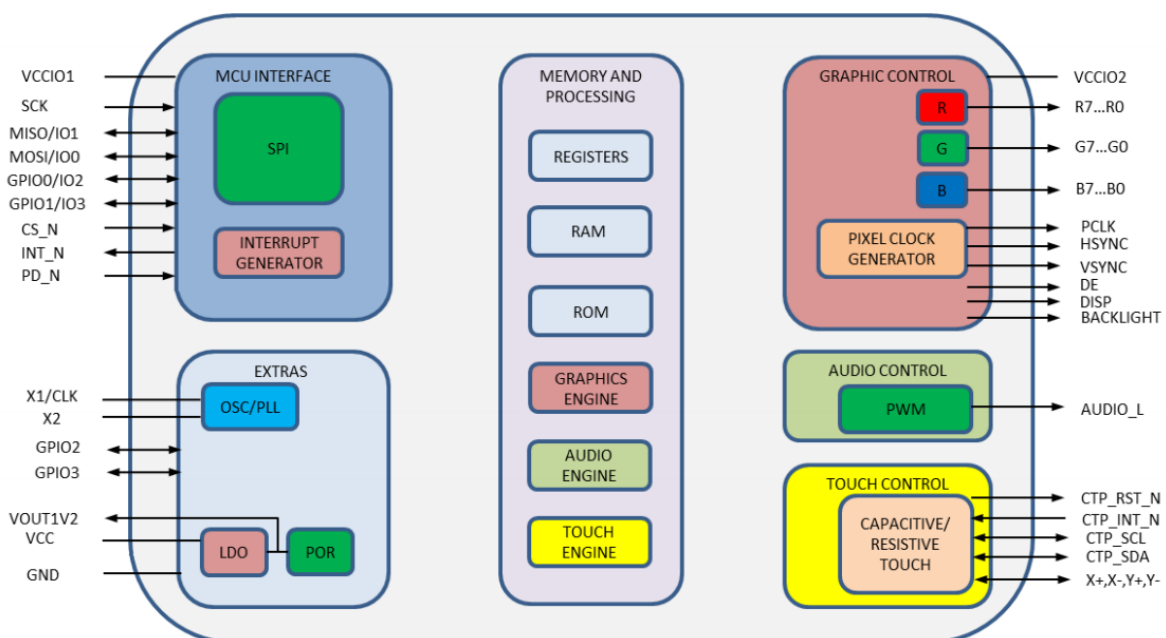 VCCIO1
SCK
MISO/IO1
MOSI/IO0
GPIO0/IO2
GPIO1/IO3
CS_N
INT_N
PD_N
MCU INTERFACE
SPI
INTERRUPT
GENERATOR
X1/CLK
X2
GPIO2
GPIO3
VOUT1V2
VCC
GND
EXTRAS
OSC/PLL
LDO
POR
MEMORY AND
PROCESSING
REGISTERS
RAM
ROM
GRAPHICS
ENGINE
AUDIO
ENGINE
TOUCH
ENGINE
GRAPHIC CONTROL
R
G
B
PIXEL CLOCK
GENERATOR
VCCIO2
R7...R0
G7...G0
B7...B0
PCLK
HSYNC
VSYNC
DE
DISP
BACKLIGHT
AUDIO CONTROL
PWM
AUDIO_L
TOUCH CONTROL
CAPACITIVE/
RESISTIVE
TOUCH
CTP_RST_N
CTP_INT_N
CTP_SCL
CTP_SDA
X+,X-,Y+,Y-